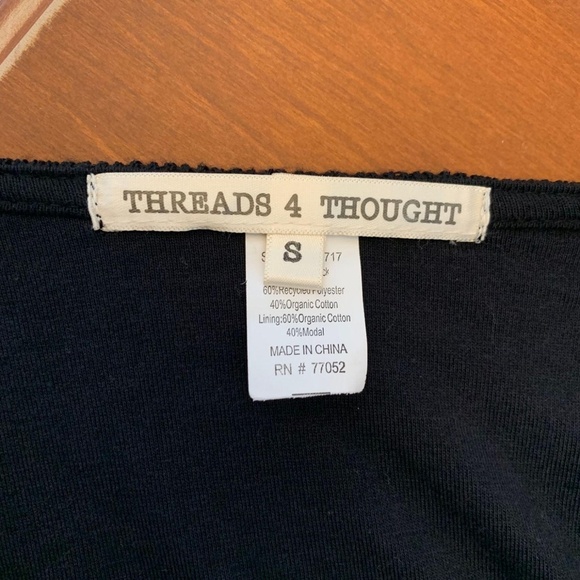 THREADS 4 THOUGHT
S
717
60%Recycled Polyester
40%Organic Cotton
Lining:60%Organic Cotton
40%Modal
MADE IN CHINA
RN # 77052